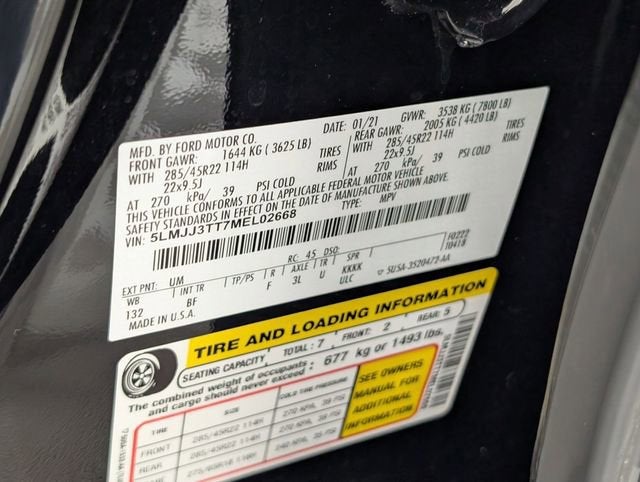 MFD. BY FORD MOTOR CO.
DATE: 01/21 GVWR: 3538 KG (7800 LB)
FRONT GAWR: 1644 KG (3625 LB) REAR GAWR: 2005 KG (4420 LB)
WITH 285/45R22 114H TIRES WITH 285/45R22 114H TIRES
22x9.5J RIMS 22x9.5J RIMS
AT 270 kPa/ 39 PSI COLD AT 270 kPa/ 39 PSI COLD
THIS VEHICLE CONFORMS TO ALL APPLICABLE FEDERAL MOTOR VEHICLE
SAFETY STANDARDS IN EFFECT ON THE DATE OF MANUFACTURE SHOWN ABOVE.
VIN: 5LMJJ3TT7MEL02668 TYPE: MPV
F0222
T0418
EXT PNT: UM RC: 45 DSO:
WB INT TR TP/PS R AXLE TR SPR
132 BF F 3L U KKKK
ULC
MADE IN U.S.A. 5USA-3520472-AA
TIRE AND LOADING INFORMATION
SEATING CAPACITY TOTAL: 7 FRONT: 2 REAR: 5
The combined weight of occupants
and cargo should never exceed: 677 kg or 1493 lbs.
TIRE SIZE COLD TIRE PRESSURE
FRONT 285/45R22 114H 270 KPA, 39 PSI
REAR 285/45R22 114H
SEE OWNERS
MANUAL FOR
ADDITIONAL
INFORMATION